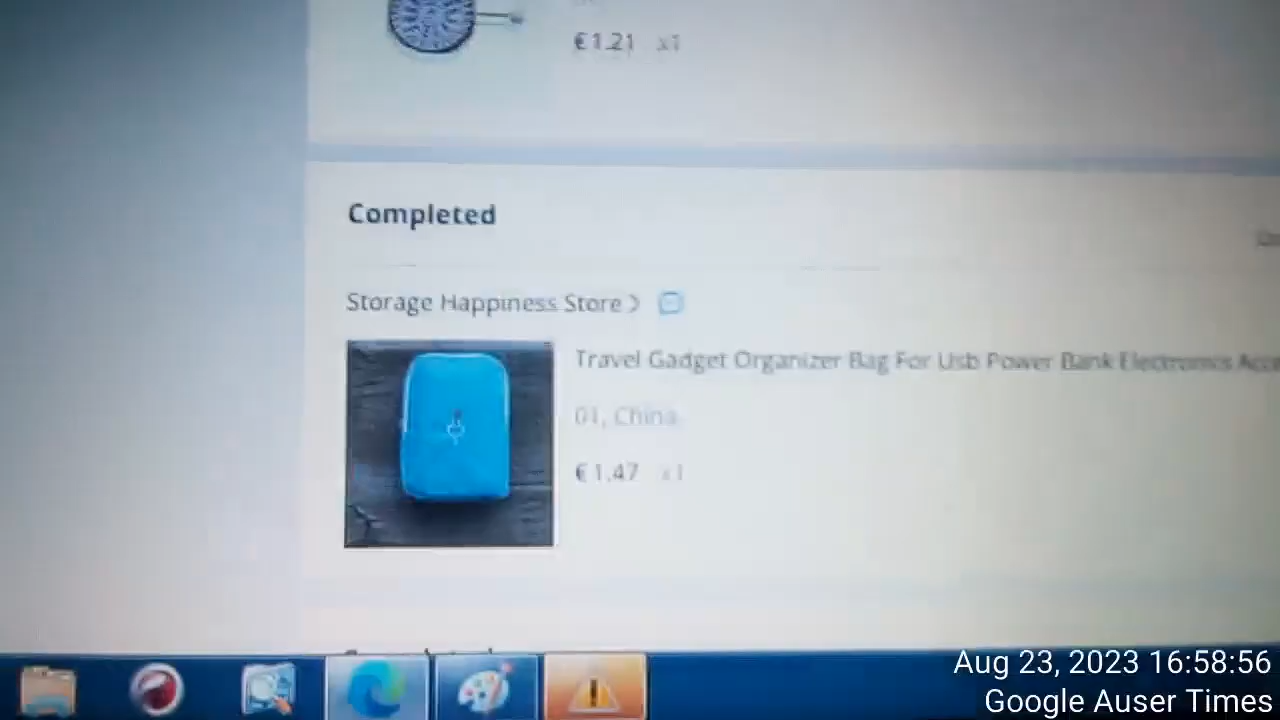 € 1.21 x1
Completed
Storage Happiness Store >
Travel Gadget Organizer Bag For Usb Power Bank Electronics
01, China
€ 1.47 x1
Aug 23, 2023 16:58:56
Google Auser Times